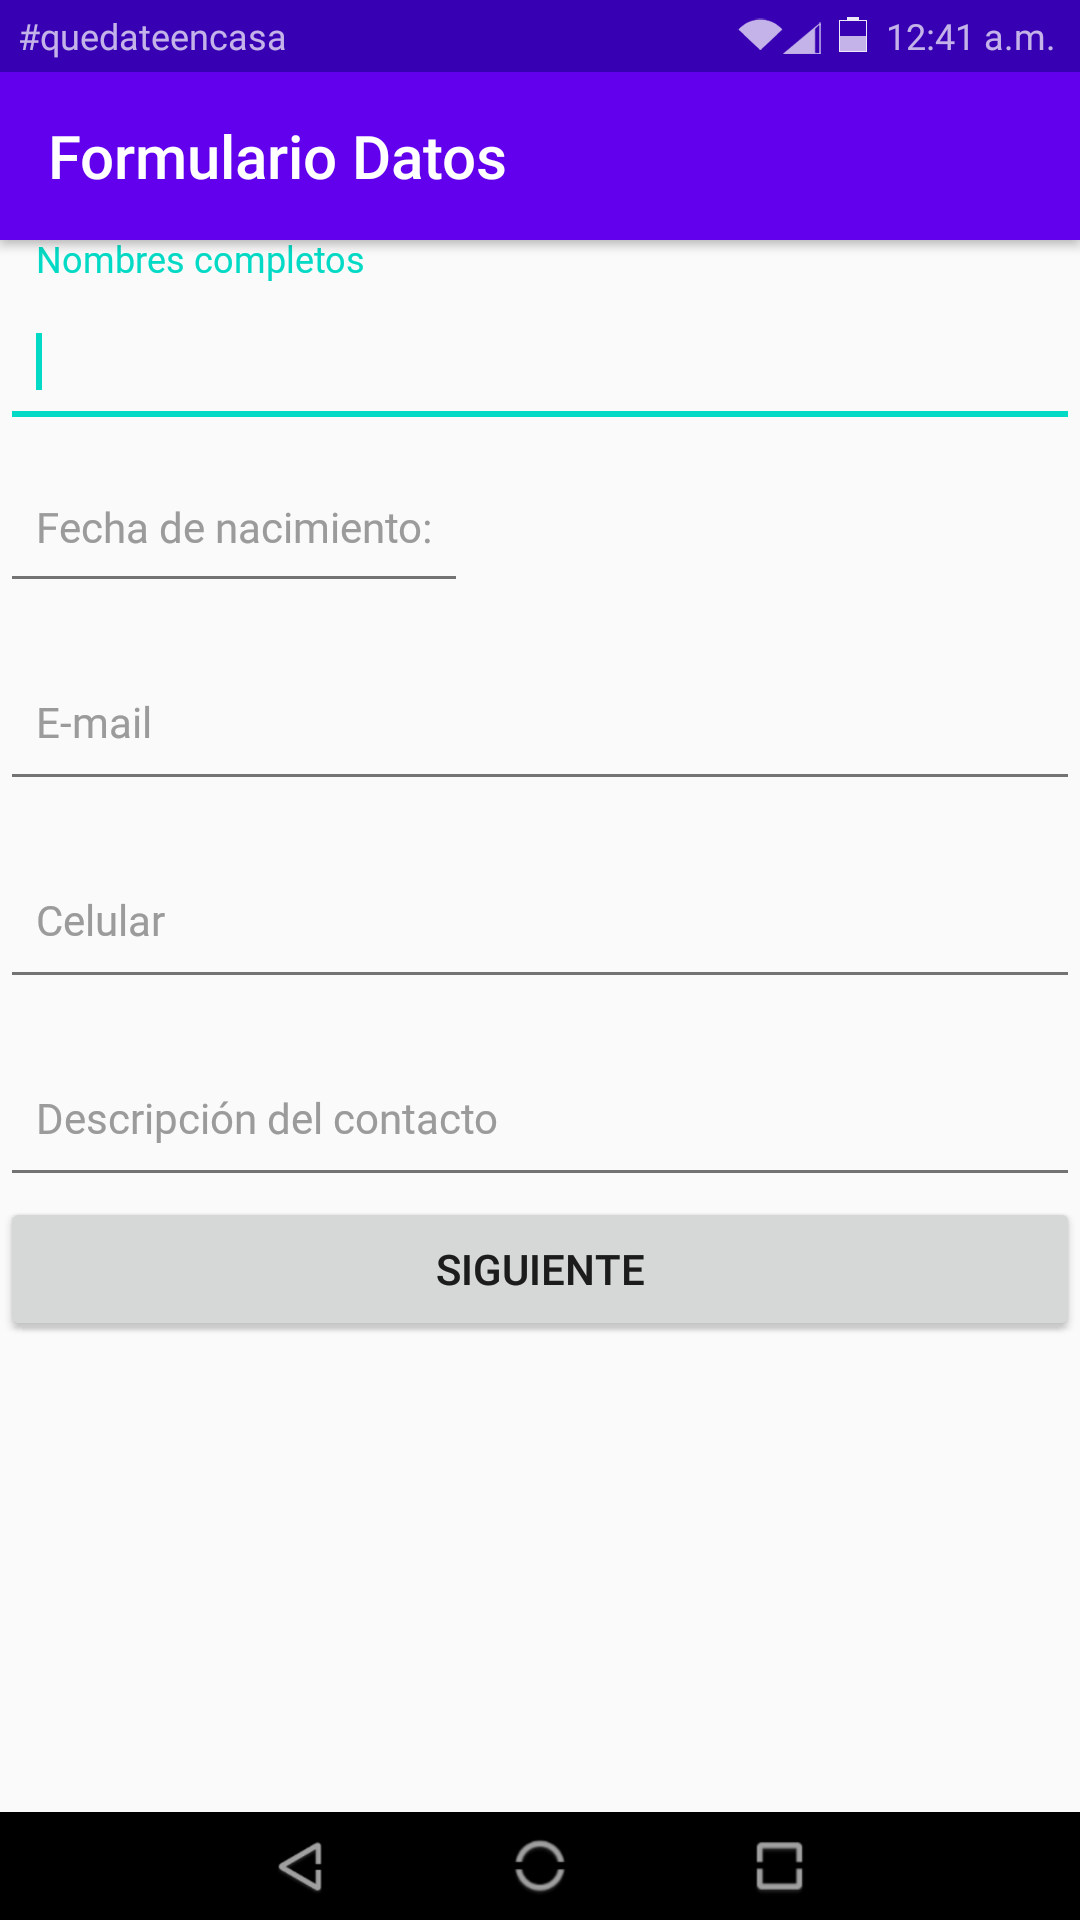 #quedateencasa 12:41 a.m.
Formulario Datos
Nombres completos
Fecha de nacimiento:
E-mail
Celular
Descripción del contacto
SIGUIENTE